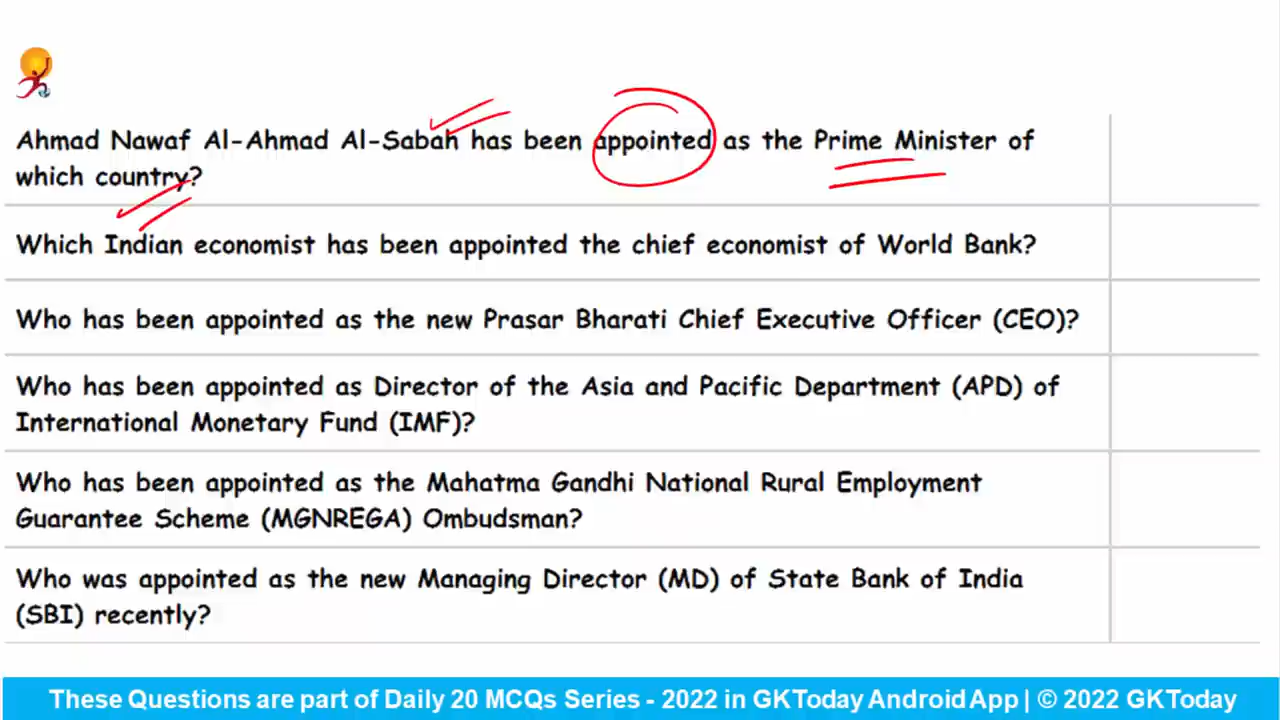 Ahmad Nawaf Al-Ahmad Al-Sabah has been appointed as the Prime Minister of
which country?
Which Indian economist has been appointed the chief economist of World Bank?
Who has been appointed as the new Prasar Bharati Chief Executive Officer (CEO)?
Who has been appointed as Director of the Asia and Pacific Department (APD) of
International Monetary Fund (IMF)?
Who has been appointed as the Mahatma Gandhi National Rural Employment
Guarantee Scheme (MGNREGA) Ombudsman?
Who was appointed as the new Managing Director (MD) of State Bank of India
(SBI) recently?
These Questions are part of Daily 20 MCQs Series - 2022 in GKToday Android App | © 2022 GKToday